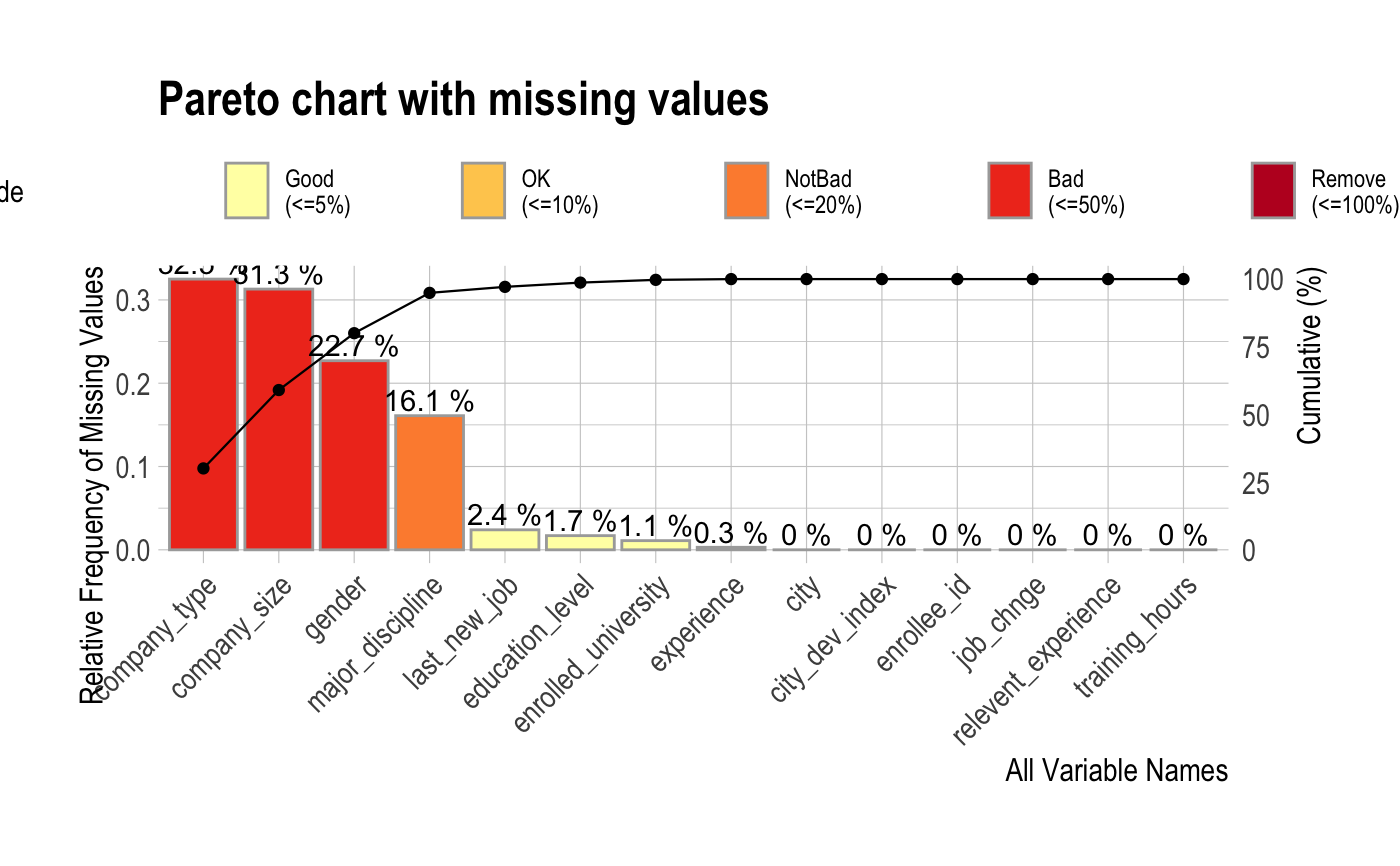 Pareto chart with missing values
de
Good
(<=5%)
OK
(<=10%)
NotBad
(<=20%)
Bad
(<=50%)
Remove
(<=100%)
Relative Frequency of Missing Values
0.3
0.2
0.1
0.0
32.5 %
31.3 %
22.7 %
16.1 %
2.4 %
1.7 %
1.1 %
0.3 %
0 %
0 %
0 %
0 %
0 %
0 %
100
75
50
25
0
Cumulative (%)
company_type
company_size
gender
major_discipline
last_new_job
education_level
enrolled_university
experience
city
city_dev_index
enrollee_id
job_chnge
relevent_experience
training_hours
All Variable Names